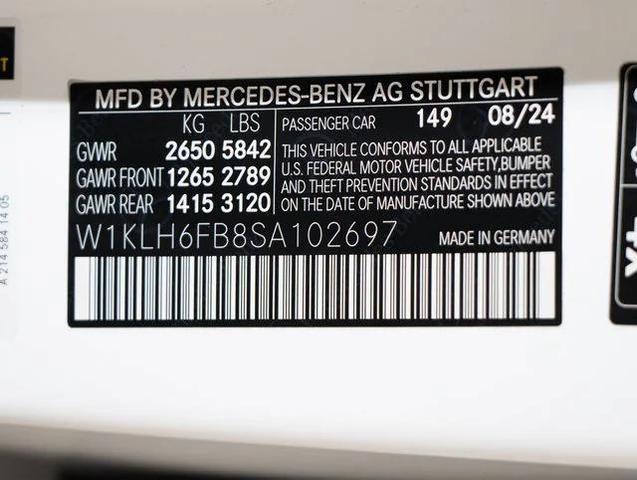 MFD BY MERCEDES-BENZ AG STUTTGART
KG LBS
PASSENGER CAR 149 08/24
GVWR 2650 5842
GAWR FRONT 1265 2789
GAWR REAR 1415 3120
THIS VEHICLE CONFORMS TO ALL APPLICABLE
U.S. FEDERAL MOTOR VEHICLE SAFETY,BUMPER
AND THEFT PREVENTION STANDARDS IN EFFECT
ON THE DATE OF MANUFACTURE SHOWN ABOVE
W1KLH6FB8SA102697
MADE IN GERMANY
A 214 584 14 05
T